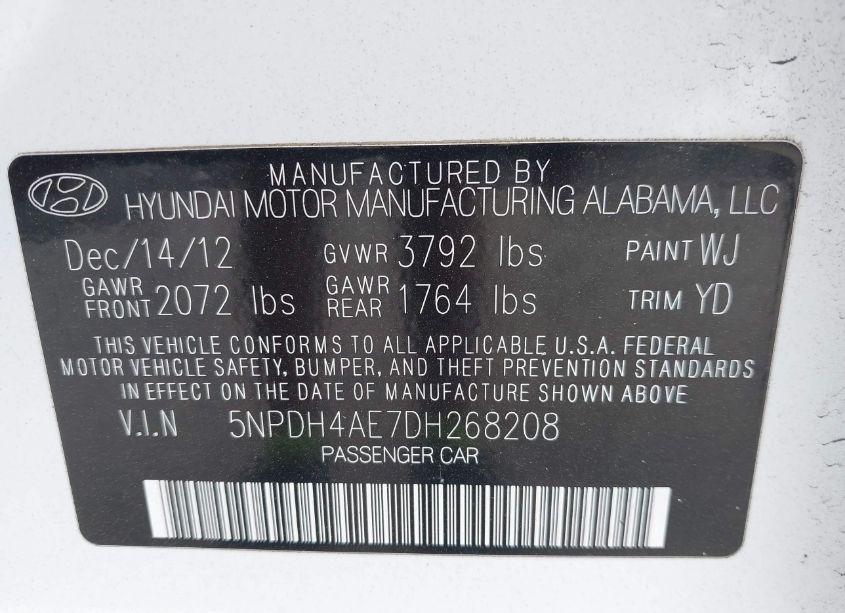 MANUFACTURED BY
HYUNDAI MOTOR MANUFACTURING ALABAMA, LLC
Dec/14/12 GVWR 3792 lbs PAINT WJ
GAWR FRONT 2072 lbs GAWR REAR 1764 lbs TRIM YD
THIS VEHICLE CONFORMS TO ALL APPLICABLE U.S.A. FEDERAL
MOTOR VEHICLE SAFETY, BUMPER, AND THEFT PREVENTION STANDARDS
IN EFFECT ON THE DATE OF MANUFACTURE SHOWN ABOVE
V.I.N 5NPDH4AE7DH268208
PASSENGER CAR